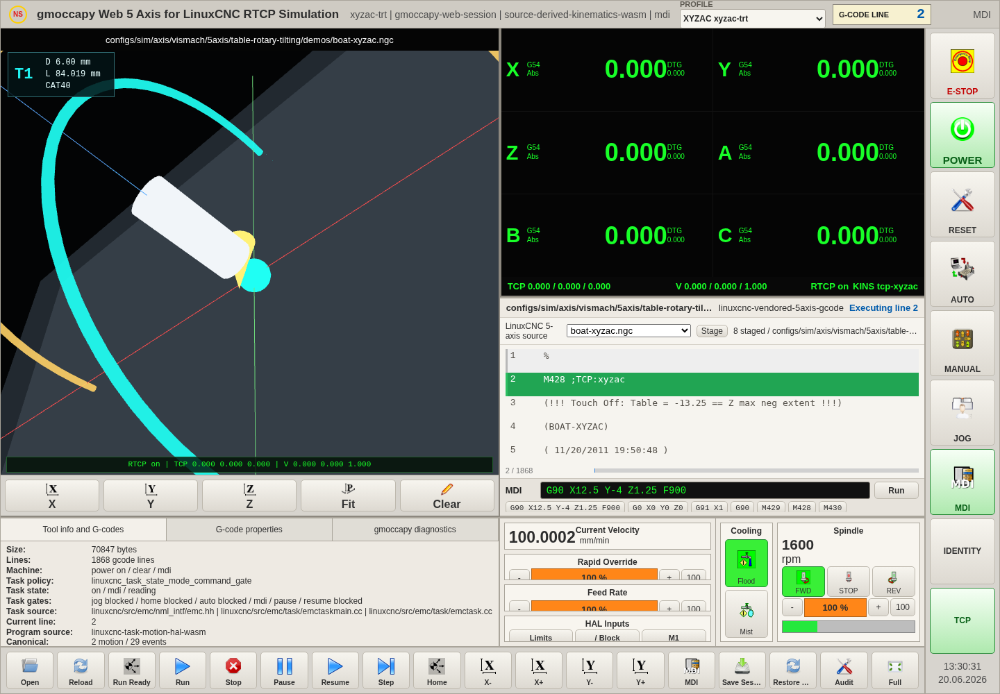 NS gmoccapy Web 5 Axis for LinuxCNC RTCP Simulation xyzac-trt | gmoccapy-web-session | source-derived-kinematics-wasm | mdi PROFILE
XYZAC xyzac-trt G-CODE LINE 2 MDI
configs/sim/axis/vismach/5axis/table-rotary-tilting/demos/boat-xyzac.ngc
T1
D 6.00 mm
L 84.019 mm
CAT40
RTCP on | TCP 0.000 0.000 0.000 | V 0.000 0.000 1.000
X Y Z P
X Y Z Fit Clear
X G54 Abs 0.000 DTG 0.000
Y G54 Abs 0.000 DTG 0.000
Z G54 Abs 0.000 DTG 0.000
A G54 Abs 0.000 DTG 0.000
B G54 Abs 0.000 DTG 0.000
C G54 Abs 0.000 DTG 0.000
TCP 0.000 / 0.000 / 0.000 V 0.000 / 0.000 / 1.000 RTCP on KINS tcp-xyzac
configs/sim/axis/vismach/5axis/table-rotary-til... linuxcnc-vendored-5axis-gcode Executing line 2
LinuxCNC 5-
axis source boat-xyzac.ngc Stage 8 staged / configs/sim/axis/vismach/5axis/table-...
1 %
2 M428 ;TCP:xyzac
3 (!!! Touch Off: Table = -13.25 == Z max neg extent !!!)
4 (BOAT-XYZAC)
5 ( 11/20/2011 19:50:48 )
2 / 1868
MDI G90 X12.5 Y-4 Z1.25 F900 Run
G90 X12.5 Y-4 Z1.25 F900 G0 X0 Y0 Z0 G91 X1 G90 M429 M428 M430
E-STOP
POWER
RESET
AUTO
MANUAL
JOG
MDI
MDI
IDENTITY
TCP
13:30:31
20.06.2026
Tool info and G-codes G-code properties gmoccapy diagnostics
Size: 70847 bytes
Lines: 1868 gcode lines
Machine: power on / clear / mdi
Task policy: linuxcnc_task_state_mode_command_gate
Task state: on / mdi / reading
Task gates: jog blocked / home blocked / auto blocked / mdi / pause / resume blocked
Task source: linuxcnc/src/emc/nml_intf/emc.hh | linuxcnc/src/emc/task/emctaskmain.cc | linuxcnc/src/emc/task/emctask.cc
Current line: 2
Program source: linuxcnc-task-motion-hal-wasm
Canonical: 2 motion / 29 events
100.0002 Current Velocity
mm/min
Rapid Override
- 100 % + 100
Feed Rate
- 100 % + 100
HAL Inputs
Limits / Block M1
Cooling
Flood
Mist
Spindle
1600
rpm
FWD STOP REV
- 100 % + 100
X X Y Y MDI
Open Reload Run Ready Run Stop Pause Resume Step Home X- X+ Y- Y+ MDI Save Ses... Restore ... Audit Full